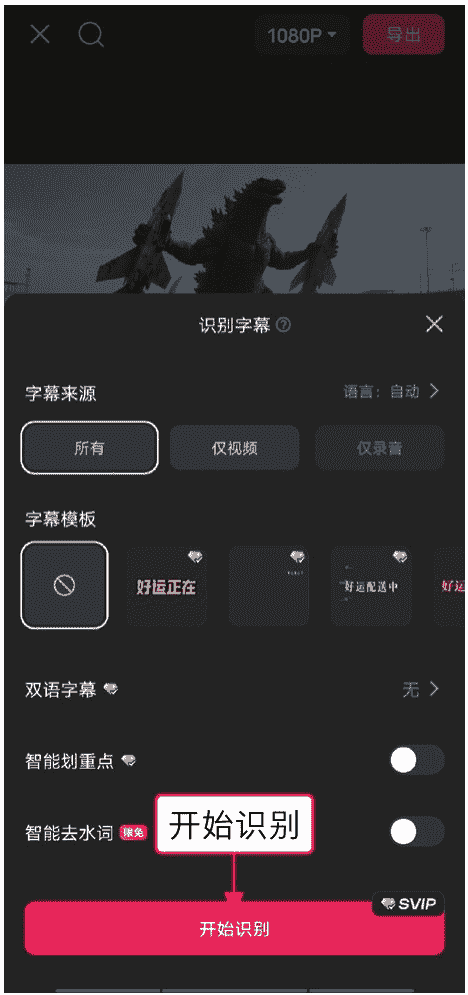 1080P 导出
识别字幕
字幕来源 语言：自动
所有 仅视频 仅录音
字幕模板
好运正在 好运配送中 好运
双语字幕 无
智能划重点
智能去水词 限免
开始识别
SVIP
开始识别